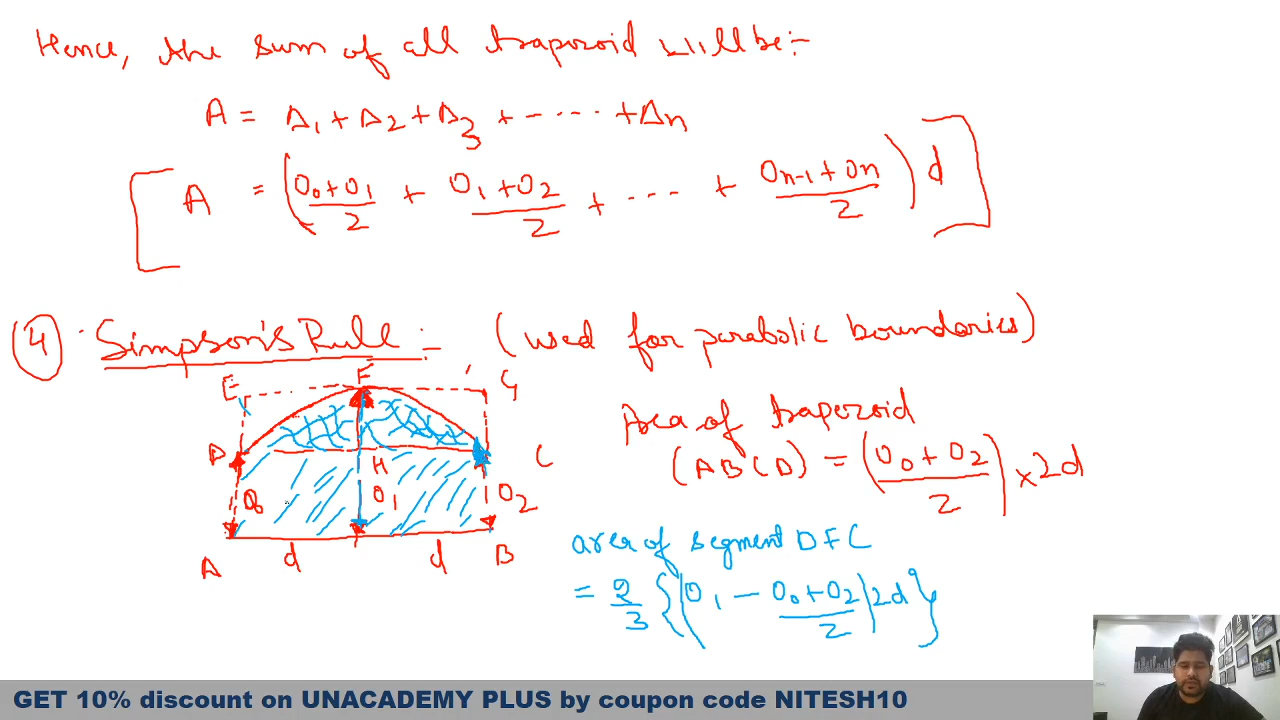 Hence, the sum of all trapozoid will be:-
A = Δ1 + Δ2 + Δ3 + ------ + Δn
A = (O0+O1/2 + O1+O2/2 + --- + On-1+On/2) d
(4) Simpson's Rule - (used for parabolic boundaries)
E F G
D H C
O0 O1 O2
A d d B
Area of trapozoid
(ABCD) = (O0+O2/2) x 2d
area of segment DFC
= 2/3 {(O1 - O0+O2/2) 2d}
GET 10% discount on UNACADEMY PLUS by coupon code NITESH10